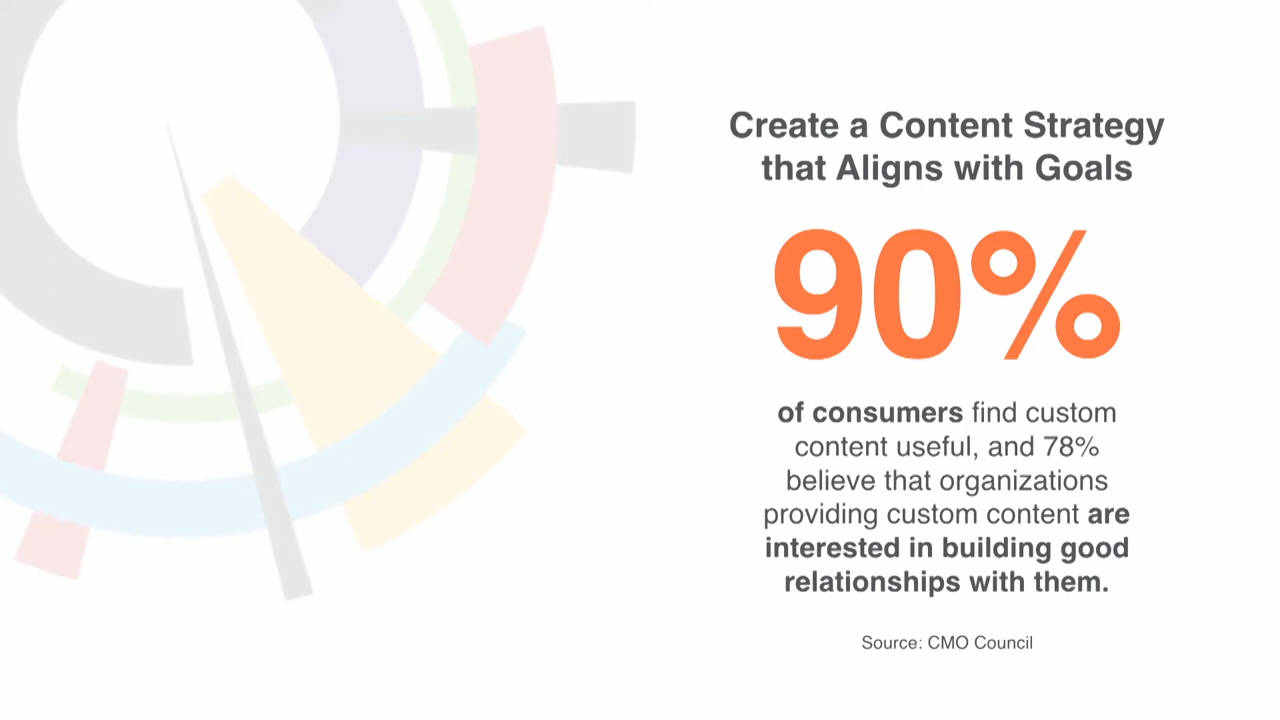 Create a Content Strategy
that Aligns with Goals
90%
of consumers find custom
content useful, and 78%
believe that organizations
providing custom content are
interested in building good
relationships with them.
Source: CMO Council